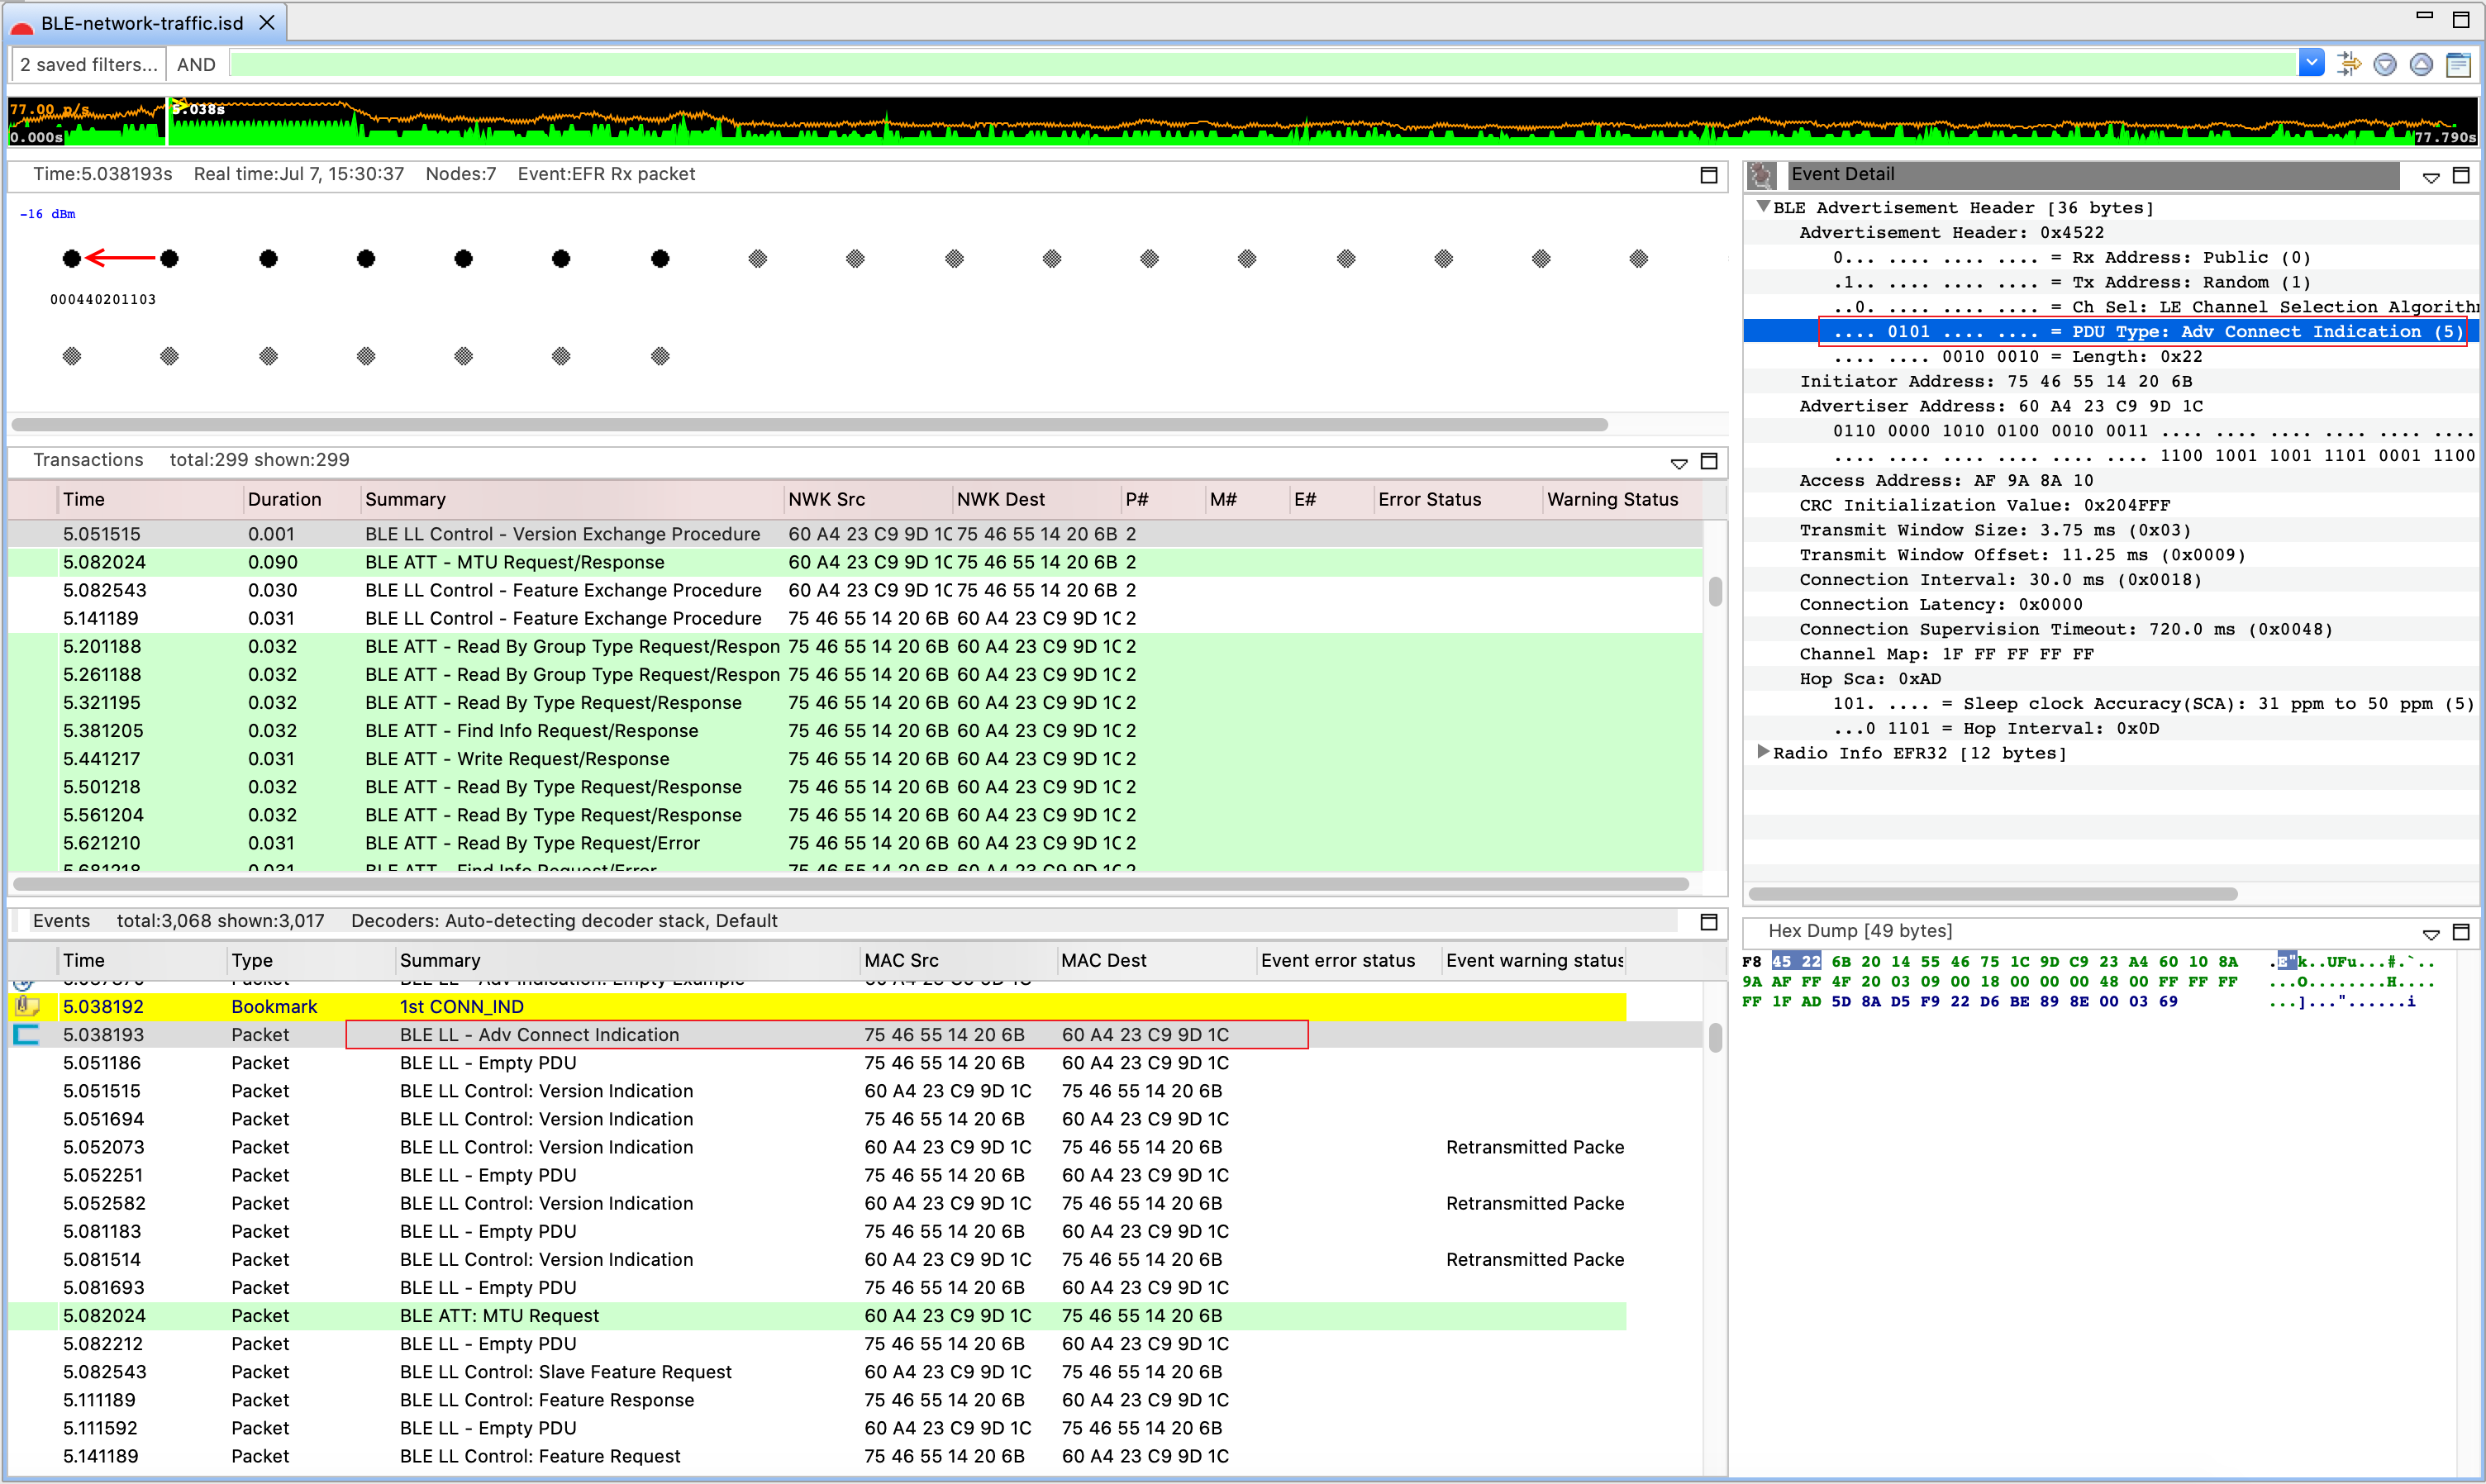 BLE-network-traffic.isd
2 saved filters... AND
77.00 p/s 5.038s
0.000s 77.790s
Time:5.038193s Real time:Jul 7, 15:30:37 Nodes:7 Event:EFR Rx packet
-16 dBm
000440201103
Transactions total:299 shown:299
Time Duration Summary NWK Src NWK Dest P# M# E# Error Status Warning Status
5.051515 0.001 BLE LL Control - Version Exchange Procedure 60 A4 23 C9 9D 1C 75 46 55 14 20 6B 2
5.082024 0.090 BLE ATT - MTU Request/Response 60 A4 23 C9 9D 1C 75 46 55 14 20 6B 2
5.082543 0.030 BLE LL Control - Feature Exchange Procedure 60 A4 23 C9 9D 1C 75 46 55 14 20 6B 2
5.141189 0.031 BLE LL Control - Feature Exchange Procedure 75 46 55 14 20 6B 60 A4 23 C9 9D 1C 2
5.201188 0.032 BLE ATT - Read By Group Type Request/Respon 75 46 55 14 20 6B 60 A4 23 C9 9D 1C 2
5.261188 0.032 BLE ATT - Read By Group Type Request/Respon 75 46 55 14 20 6B 60 A4 23 C9 9D 1C 2
5.321195 0.032 BLE ATT - Read By Type Request/Response 75 46 55 14 20 6B 60 A4 23 C9 9D 1C 2
5.381205 0.032 BLE ATT - Find Info Request/Response 75 46 55 14 20 6B 60 A4 23 C9 9D 1C 2
5.441217 0.031 BLE ATT - Write Request/Response 75 46 55 14 20 6B 60 A4 23 C9 9D 1C 2
5.501218 0.032 BLE ATT - Read By Type Request/Response 75 46 55 14 20 6B 60 A4 23 C9 9D 1C 2
5.561204 0.032 BLE ATT - Read By Type Request/Response 75 46 55 14 20 6B 60 A4 23 C9 9D 1C 2
5.621210 0.031 BLE ATT - Read By Type Request/Error 75 46 55 14 20 6B 60 A4 23 C9 9D 1C 2
5.681218 0.031 BLE ATT - Find Info Request/Error 75 46 55 14 20 6B 60 A4 23 C9 9D 1C 2
Events total:3,068 shown:3,017 Decoders: Auto-detecting decoder stack, Default
Time Type Summary MAC Src MAC Dest Event error status Event warning status
5.038192 Bookmark 1st CONN_IND
5.038193 Packet BLE LL - Adv Connect Indication 75 46 55 14 20 6B 60 A4 23 C9 9D 1C
5.051186 Packet BLE LL - Empty PDU 75 46 55 14 20 6B 60 A4 23 C9 9D 1C
5.051515 Packet BLE LL Control: Version Indication 60 A4 23 C9 9D 1C 75 46 55 14 20 6B
5.051694 Packet BLE LL Control: Version Indication 75 46 55 14 20 6B 60 A4 23 C9 9D 1C
5.052073 Packet BLE LL Control: Version Indication 60 A4 23 C9 9D 1C 75 46 55 14 20 6B Retransmitted Packe
5.052251 Packet BLE LL - Empty PDU 75 46 55 14 20 6B 60 A4 23 C9 9D 1C
5.052582 Packet BLE LL Control: Version Indication 60 A4 23 C9 9D 1C 75 46 55 14 20 6B Retransmitted Packe
5.081183 Packet BLE LL - Empty PDU 75 46 55 14 20 6B 60 A4 23 C9 9D 1C
5.081514 Packet BLE LL Control: Version Indication 60 A4 23 C9 9D 1C 75 46 55 14 20 6B Retransmitted Packe
5.081693 Packet BLE LL - Empty PDU 75 46 55 14 20 6B 60 A4 23 C9 9D 1C
5.082024 Packet BLE ATT: MTU Request 60 A4 23 C9 9D 1C 75 46 55 14 20 6B
5.082212 Packet BLE LL - Empty PDU 75 46 55 14 20 6B 60 A4 23 C9 9D 1C
5.082543 Packet BLE LL Control: Slave Feature Request 60 A4 23 C9 9D 1C 75 46 55 14 20 6B
5.111189 Packet BLE LL Control: Feature Response 75 46 55 14 20 6B 60 A4 23 C9 9D 1C
5.111592 Packet BLE LL - Empty PDU 60 A4 23 C9 9D 1C 75 46 55 14 20 6B
5.141189 Packet BLE LL Control: Feature Request 75 46 55 14 20 6B 60 A4 23 C9 9D 1C
Event Detail
BLE Advertisement Header [36 bytes]
Advertisement Header: 0x4522
0... .... .... .... = Rx Address: Public (0)
.1.. .... .... .... = Tx Address: Random (1)
..0. .... .... .... = Ch Sel: LE Channel Selection Algorith
.... 0101 .... .... = PDU Type: Adv Connect Indication (5)
.... .... 0010 0010 = Length: 0x22
Initiator Address: 75 46 55 14 20 6B
Advertiser Address: 60 A4 23 C9 9D 1C
0110 0000 1010 0100 0010 0011 .... .... .... .... .... ....
.... .... .... .... .... .... 1100 1001 1001 1101 0001 1100
Access Address: AF 9A 8A 10
CRC Initialization Value: 0x204FFF
Transmit Window Size: 3.75 ms (0x03)
Transmit Window Offset: 11.25 ms (0x0009)
Connection Interval: 30.0 ms (0x0018)
Connection Latency: 0x0000
Connection Supervision Timeout: 720.0 ms (0x0048)
Channel Map: 1F FF FF FF FF
Hop Sca: 0xAD
101. .... = Sleep clock Accuracy(SCA): 31 ppm to 50 ppm (5)
...0 1101 = Hop Interval: 0x0D
Radio Info EFR32 [12 bytes]
Hex Dump [49 bytes]
F8 45 22 6B 20 14 55 46 75 1C 9D C9 23 A4 60 10 8A .E"k..UFu...#.`..
9A AF FF 4F 20 03 09 00 18 00 00 00 48 00 FF FF FF ...O........H....
FF 1F AD 5D 8A D5 F9 22 D6 BE 89 8E 00 03 69 ...]..."......i